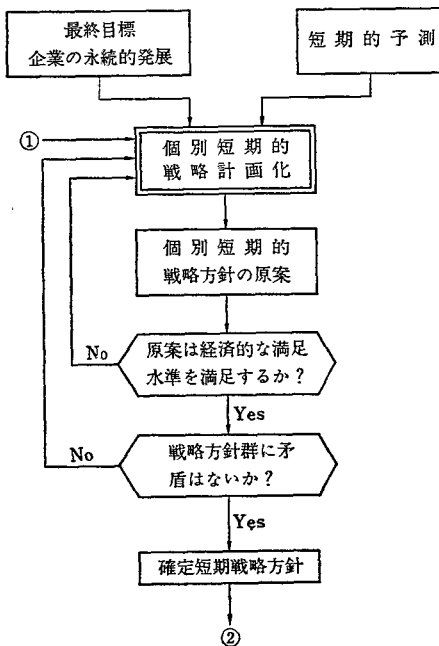 最終目標
企業の永続的発展
短期的予測
①
個別短期的
戦略計画化
個別短期的
戦略方針の原案
No
原案は経済的な満足
水準を満足するか？
Yes
No
戦略方針群に矛
盾はないか？
Yes
確定短期戦略方針
②